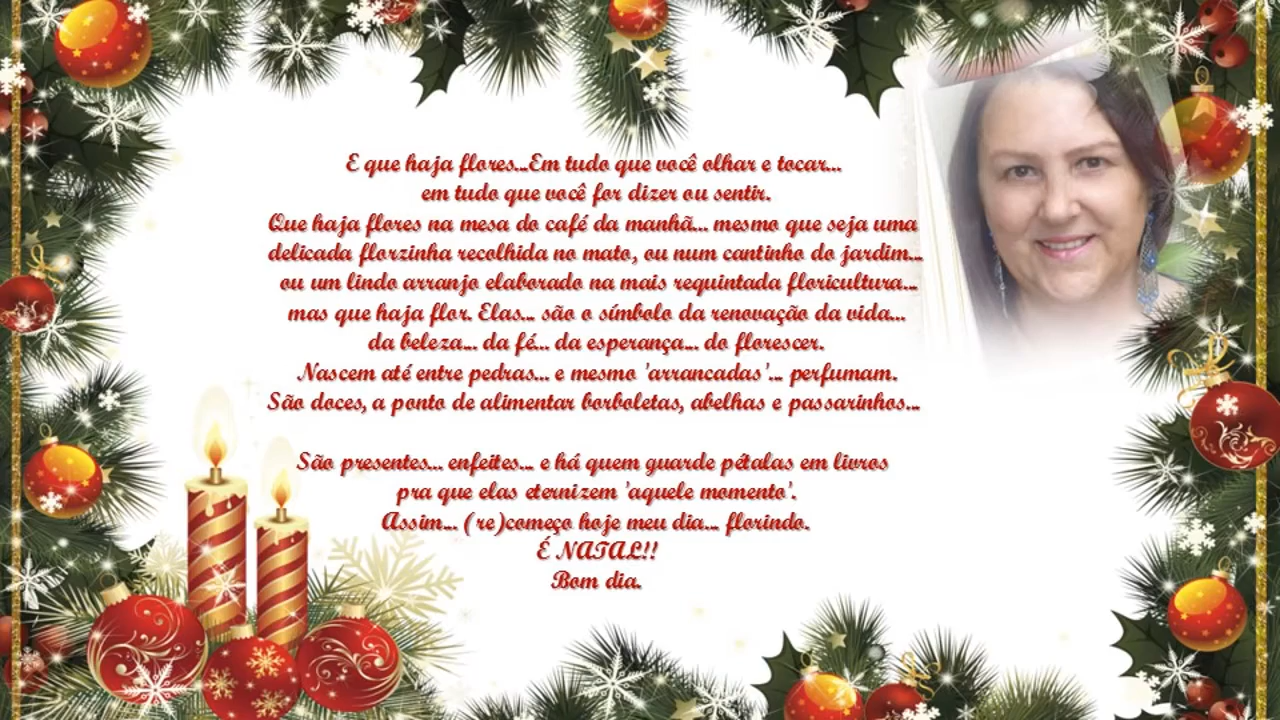 E que haja flores...Em tudo que você olhar e tocar...
em tudo que você for dizer ou sentir.
Que haja flores na mesa do café da manhã... mesmo que seja uma
delicada florzinha recolhida no mato, ou num cantinho do jardim...
ou um lindo arranjo elaborado na mais requintada floricultura...
mas que haja flor. Elas... são o símbolo da renovação da vida...
da beleza... da fé... da esperança... do florescer.
Nascem até entre pedras... e mesmo 'arrancadas'... perfumam.
São doces, a ponto de alimentar borboletas, abelhas e passarinhos...
São presentes... enfeites... e há quem guarde pétalas em livros
pra que elas eternizem 'aquele momento'.
Assim... (re)começo hoje meu dia... florindo.
É NATAL!!
Bom dia.